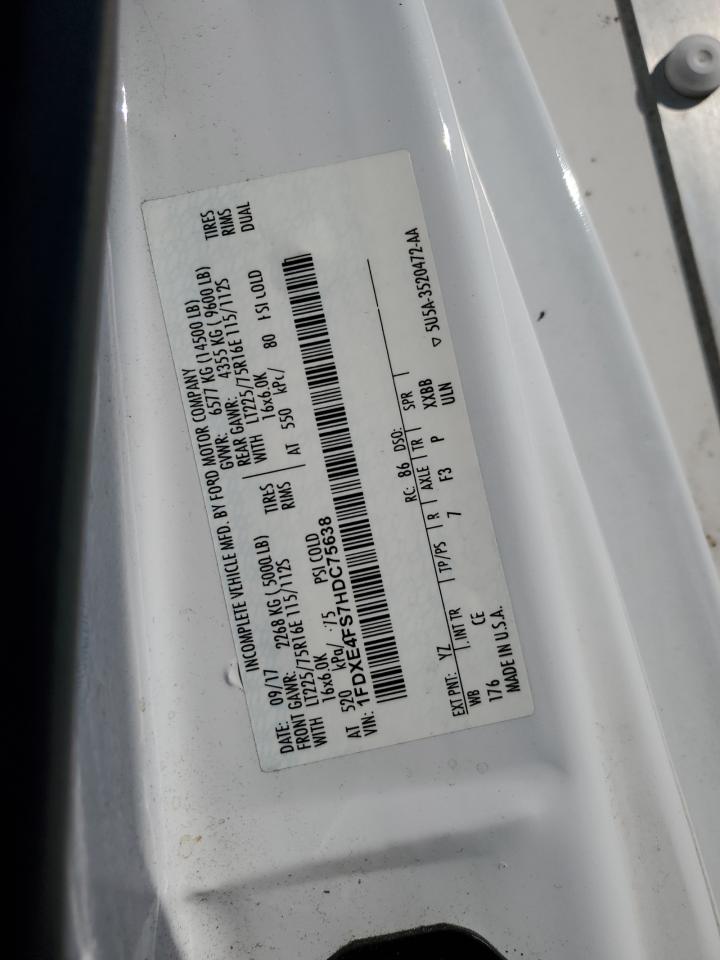 INCOMPLETE VEHICLE MFD. BY FORD MOTOR COMPANY
DATE: 09/17 GVWR: 6577 KG (14500 LB)
FRONT GAWR: 2268 KG (5000 LB) REAR GAWR: 4355 KG (9600 LB)
WITH LT225/75R16E 115/112S TIRES WITH LT225/75R16E 115/112S TIRES
16x6.0K RIMS 16x6.0K RIMS
AT 520 kPa/ 75 PSI COLD AT 550 kPa/ 80 PSI COLD DUAL
VIN: 1FDXE4FS7HDC75638
EXT PNT: YZ RC: 86 DSO:
WB INT TR TP/PS R AXLE TR SPR
176 CE 7 F3 P XXBB
MADE IN U.S.A. ULN
▽ 5U5A-3520472-AA